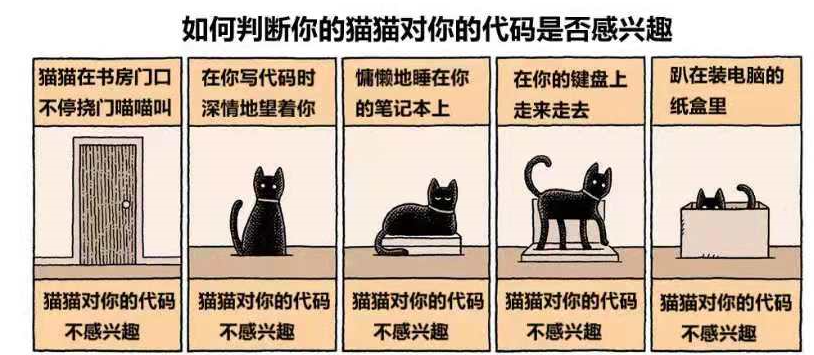 如何判断你的猫猫对你的代码是否感兴趣
猫猫在书房门口
不停挠门喵喵叫
在你写代码时
深情地望着你
慵懒地睡在你
的笔记本上
在你的键盘上
走来走去
趴在装电脑的
纸盒里
猫猫对你的代码
不感兴趣
猫猫对你的代码
不感兴趣
猫猫对你的代码
不感兴趣
猫猫对你的代码
不感兴趣
猫猫对你的代码
不感兴趣